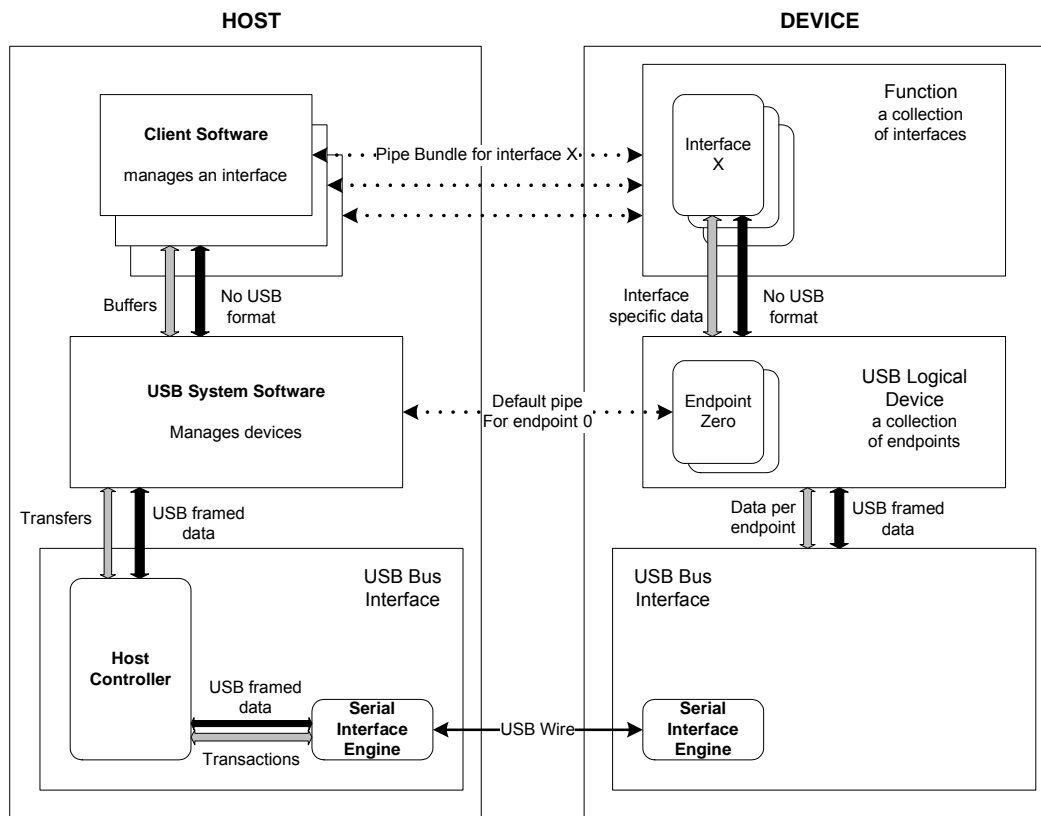 HOST
DEVICE
Client Software
manages an interface
Pipe Bundle for interface X
Interface
X
Function
a collection
of interfaces
Buffers
No USB
format
Interface
specific data
No USB
format
USB System Software
Manages devices
Default pipe
For endpoint 0
Endpoint
Zero
USB Logical
Device
a collection
of endpoints
Transfers
USB framed
data
Data per
endpoint
USB framed
data
USB Bus
Interface
USB Bus
Interface
Host
Controller
USB framed
data
Transactions
Serial
Interface
Engine
USB Wire
Serial
Interface
Engine